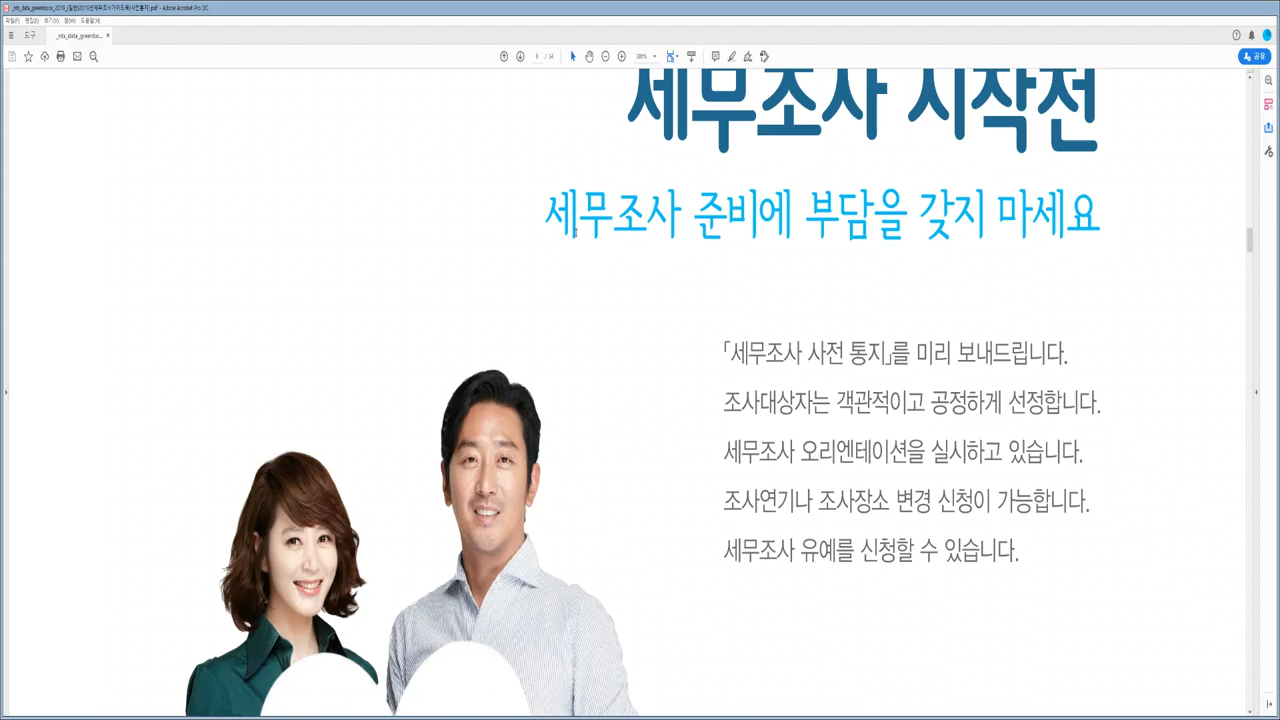 세무조사 시작전
세무조사 준비에 부담을 갖지 마세요
「세무조사 사전 통지」를 미리 보내드립니다.
조사대상자는 객관적이고 공정하게 선정합니다.
세무조사 오리엔테이션을 실시하고 있습니다.
조사연기나 조사장소 변경 신청이 가능합니다.
세무조사 유예를 신청할 수 있습니다.
도구
공유